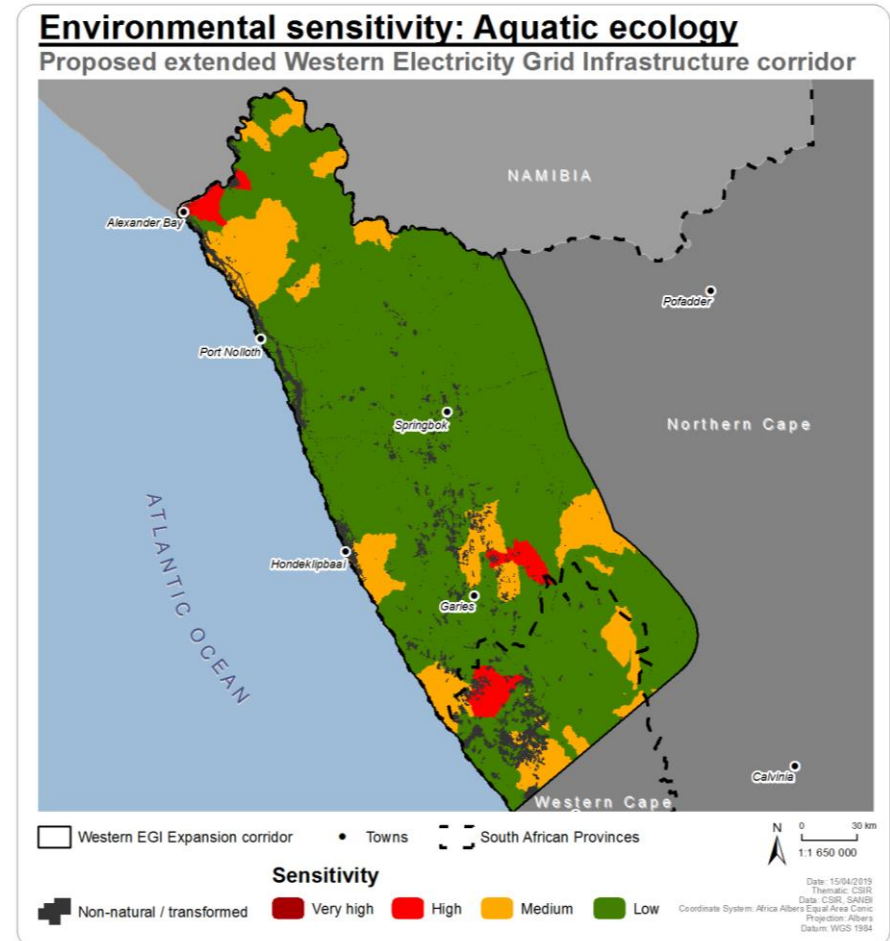 Environmental sensitivity: Aquatic ecology
Proposed extended Western Electricity Grid Infrastructure corridor
NAMIBIA
Alexander Bay
Pofadder
Port Nolloth
Springbok
Northern Cape
ATLANTIC OCEAN
Hondeklipbaai
Garies
Calvinia
Western Cape
Western EGI Expansion corridor
Towns
South African Provinces
N
0 30 km
1:1 650 000
Sensitivity
Non-natural / transformed
Very high
High
Medium
Low
Date: 15/04/2019
Thematic: CSIR
Data: CSIR, SANBI
Coordinate System: Africa Albers Equal Area Conic
Projection: Albers
Datum: WGS 1984